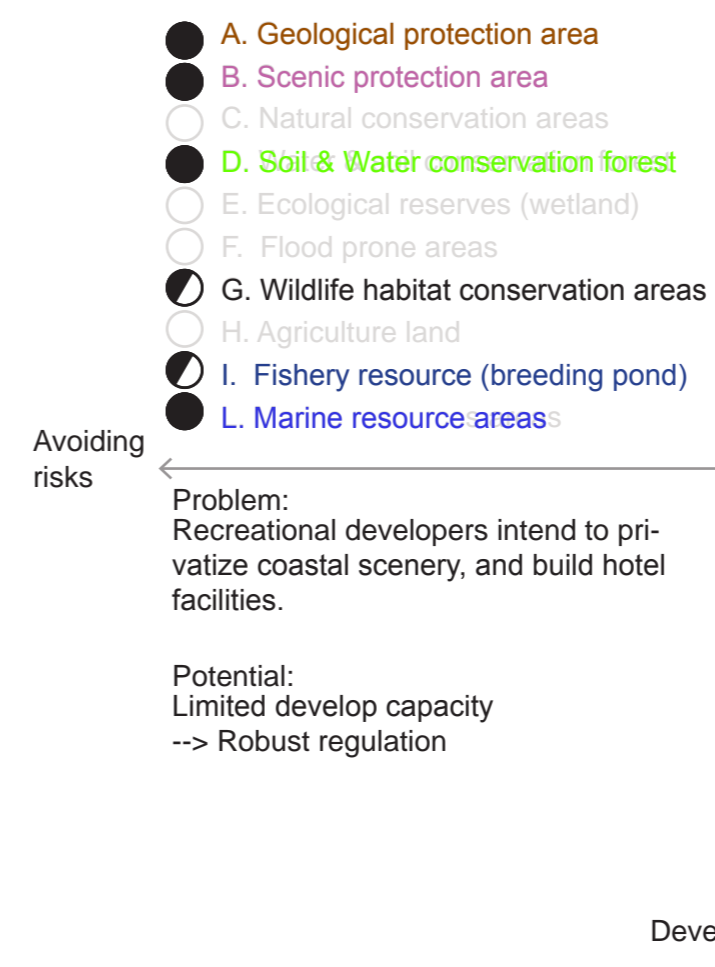 A. Geological protection area
B. Scenic protection area
C. Natural conservation areas
D. Soil & Water conservation forest
E. Ecological reserves (wetland)
F. Flood prone areas
G. Wildlife habitat conservation areas
H. Agriculture land
I. Fishery resource (breeding pond)
L. Marine resource areas
Avoiding
risks
Problem:
Recreational developers intend to pri-
vatize coastal scenery, and build hotel
facilities.
Potential:
Limited develop capacity
--> Robust regulation
Deve